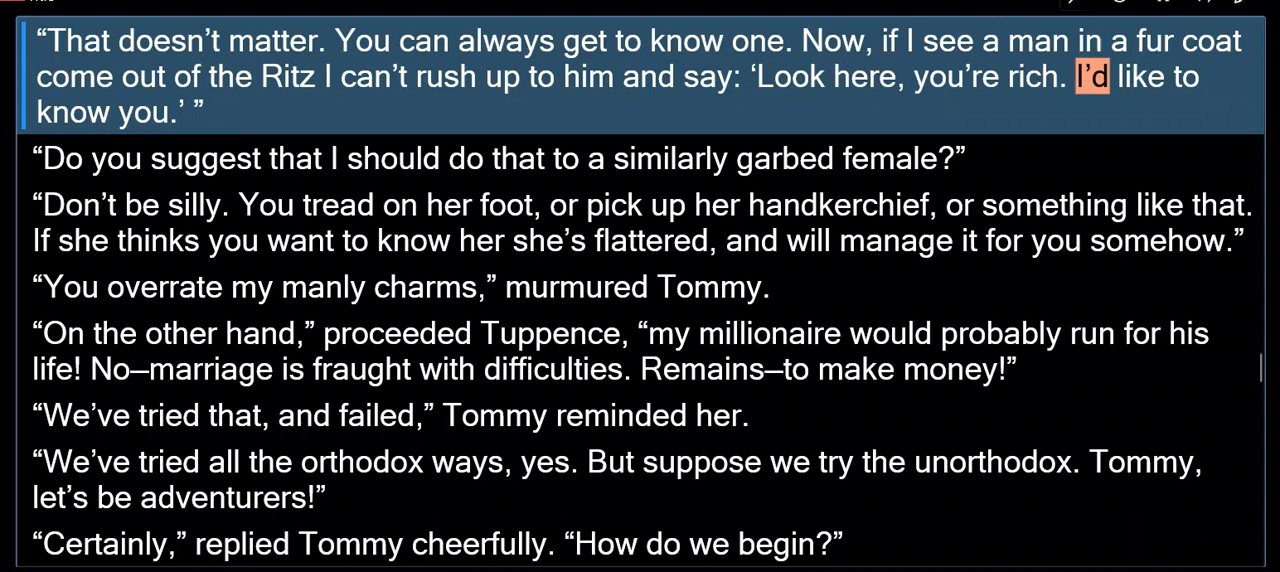 “That doesn’t matter. You can always get to know one. Now, if I see a man in a fur coat
come out of the Ritz I can’t rush up to him and say: ‘Look here, you’re rich. I’d like to
know you.’ ”
“Do you suggest that I should do that to a similarly garbed female?”
“Don’t be silly. You tread on her foot, or pick up her handkerchief, or something like that.
If she thinks you want to know her she’s flattered, and will manage it for you somehow.”
“You overrate my manly charms,” murmured Tommy.
“On the other hand,” proceeded Tuppence, “my millionaire would probably run for his
life! No—marriage is fraught with difficulties. Remains—to make money!”
“We’ve tried that, and failed,” Tommy reminded her.
“We’ve tried all the orthodox ways, yes. But suppose we try the unorthodox. Tommy,
let’s be adventurers!”
“Certainly,” replied Tommy cheerfully. “How do we begin?”